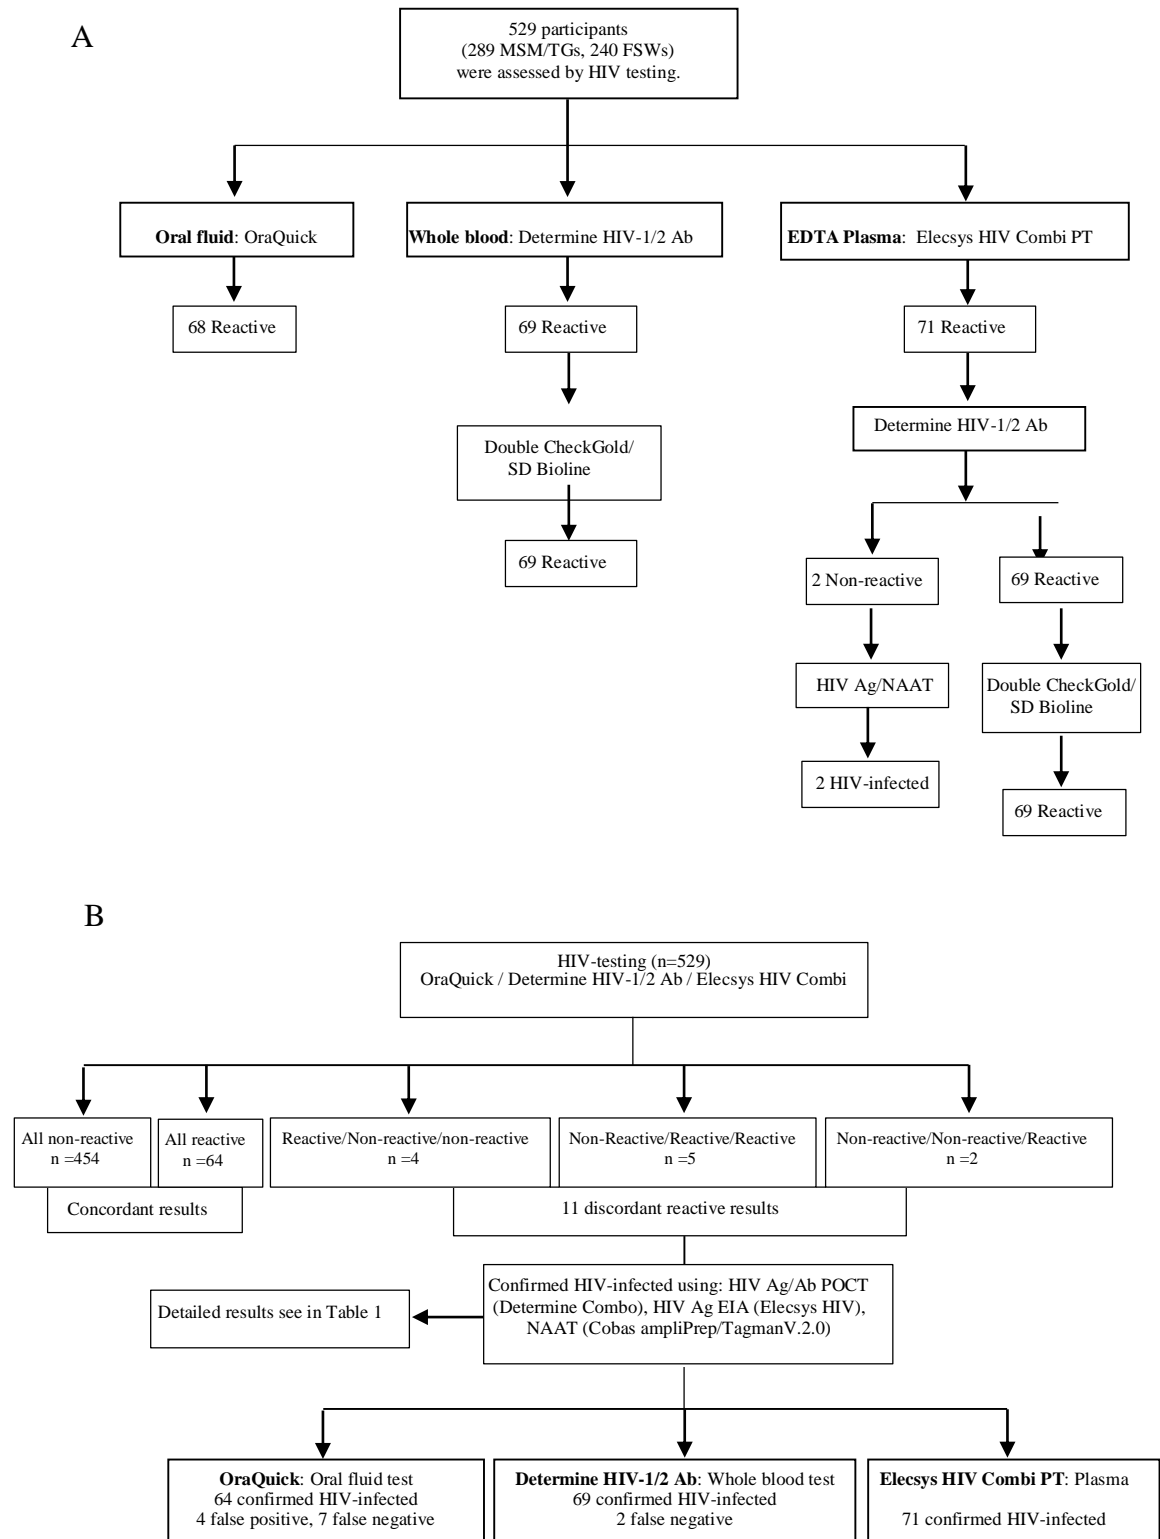 A
529 participants
(289 MSM/TGs, 240 FSWs)
were assessed by HIV testing.
Oral fluid: OraQuick
Whole blood: Determine HIV-1/2 Ab
EDTA Plasma: Elecsys HIV Combi PT
68 Reactive
69 Reactive
71 Reactive
Determine HIV-1/2 Ab
Double CheckGold/
SD Bioline
69 Reactive
2 Non-reactive
69 Reactive
HIV Ag/NAAT
Double CheckGold/
SD Bioline
2 HIV-infected
69 Reactive
B
HIV-testing (n=529)
OraQuick / Determine HIV-1/2 Ab / Elecsys HIV Combi
All non-reactive
n =454
All reactive
n =64
Reactive/Non-reactive/non-reactive
n =4
Non-Reactive/Reactive/Reactive
n =5
Non-reactive/Non-reactive/Reactive
n =2
Concordant results
11 discordant reactive results
Confirmed HIV-infected using: HIV Ag/Ab POCT
(Determine Combo), HIV Ag EIA (Elecsys HIV),
NAAT (Cobas ampliPrep/TagmanV.2.0)
Detailed results see in Table 1
OraQuick: Oral fluid test
64 confirmed HIV-infected
4 false positive, 7 false negative
Determine HIV-1/2 Ab: Whole blood test
69 confirmed HIV-infected
2 false negative
Elecsys HIV Combi PT: Plasma
71 confirmed HIV-infected